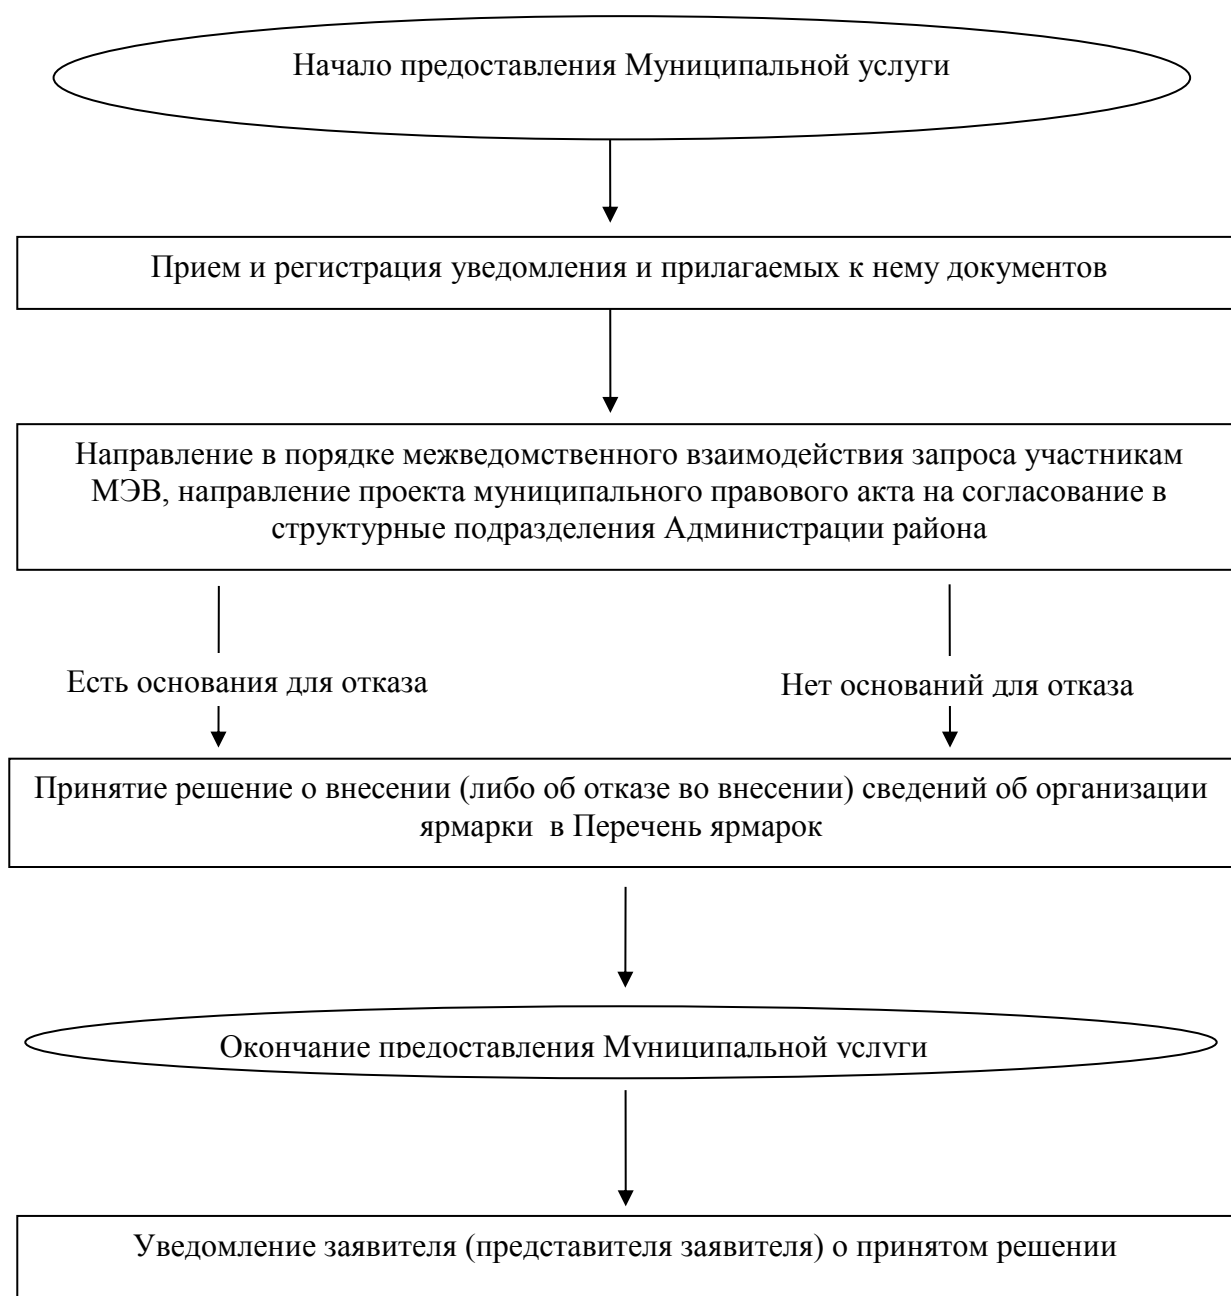 Начало предоставления Муниципальной услуги
Прием и регистрация уведомления и прилагаемых к нему документов
Направление в порядке межведомственного взаимодействия запроса участникам
МЭВ, направление проекта муниципального правового акта на согласование в
структурные подразделения Администрации района
Есть основания для отказа
Нет оснований для отказа
Принятие решение о внесении (либо об отказе во внесении) сведений об организации
ярмарки в Перечень ярмарок
Окончание предоставления Муниципальной услуги
Уведомление заявителя (представителя заявителя) о принятом решении